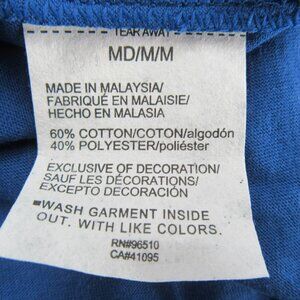 TEAR AWAY
MD/M/M
MADE IN MALAYSIA/
FABRIQUÉ EN MALAISIE/
HECHO EN MALASIA
60% COTTON/COTON/algodón
40% POLYESTER/poliéster
EXCLUSIVE OF DECORATION/
SAUF LES DÉCORATIONS/
EXCEPTO DECORACIÓN
■WASH GARMENT INSIDE
OUT. WITH LIKE COLORS.
RN#96510
CA#41095